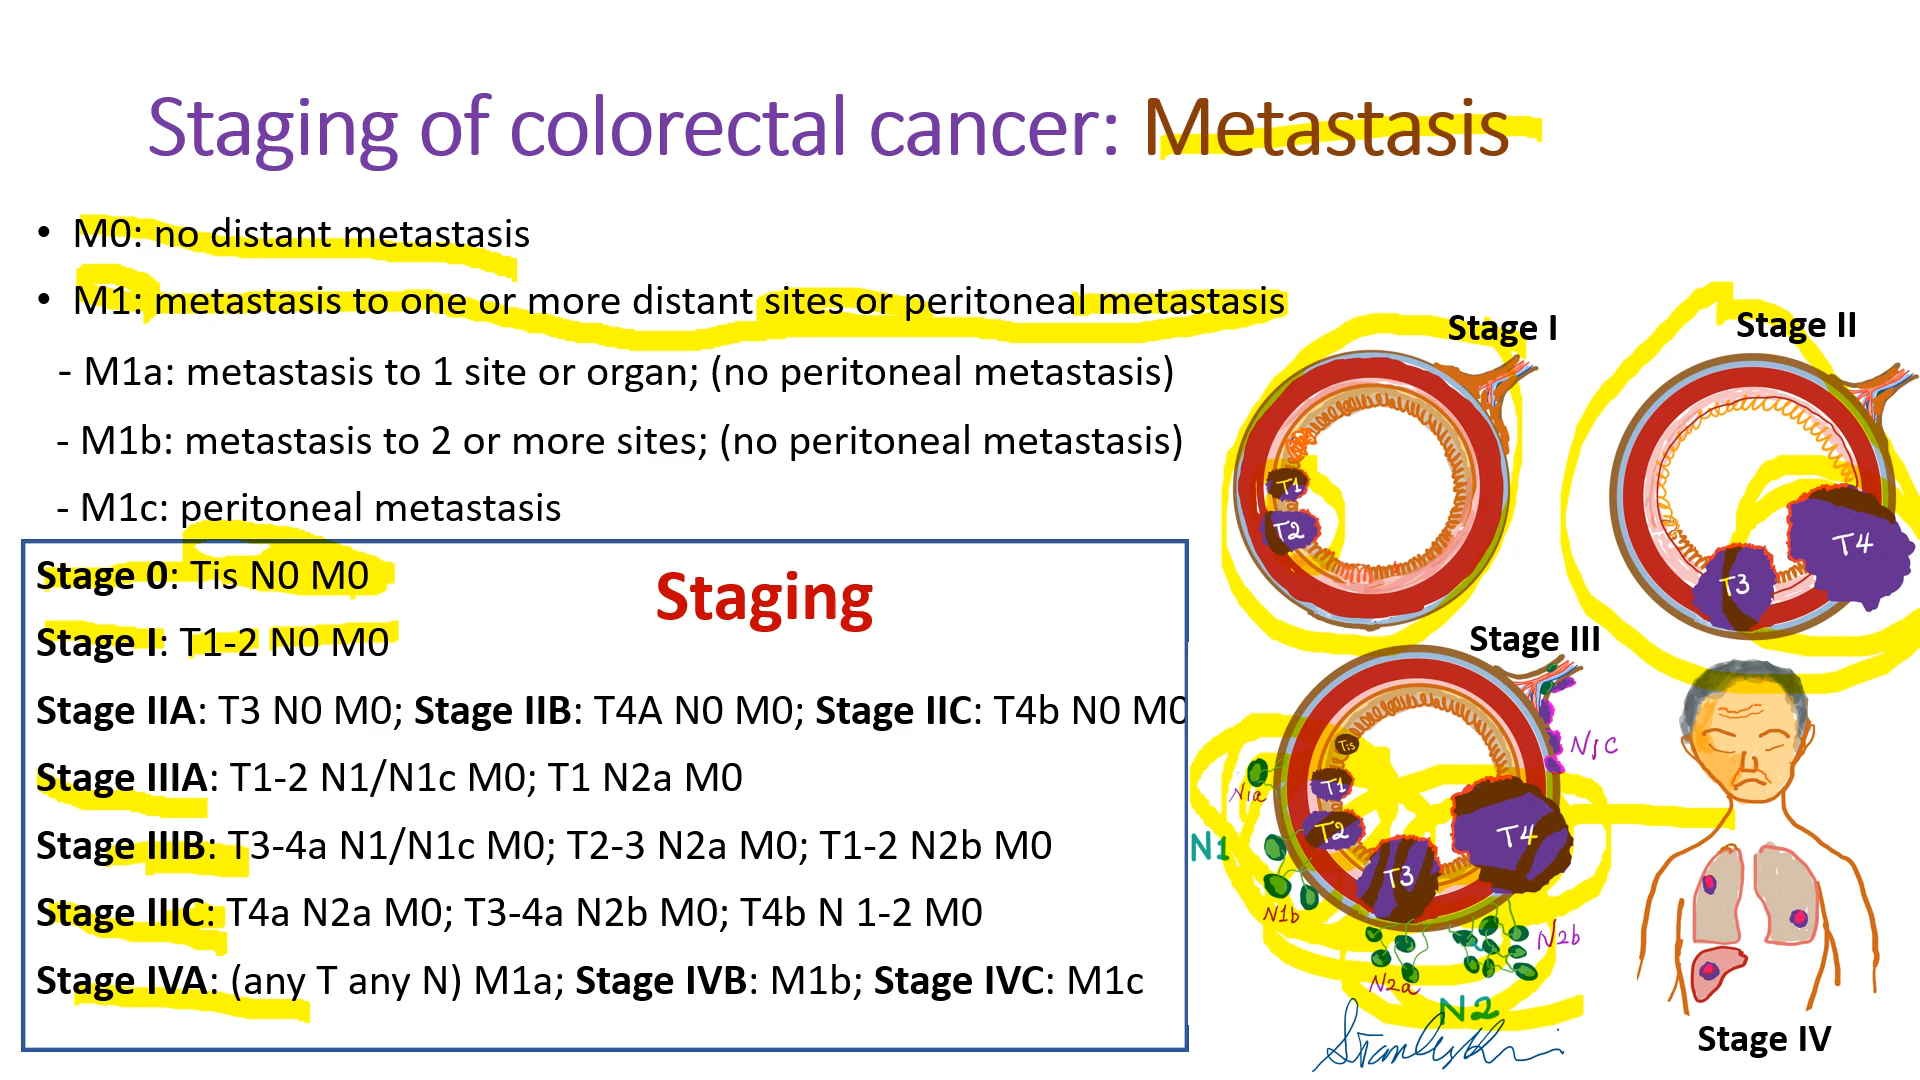 Staging of colorectal cancer: Metastasis
• M0: no distant metastasis
• M1: metastasis to one or more distant sites or peritoneal metastasis
- M1a: metastasis to 1 site or organ; (no peritoneal metastasis)
- M1b: metastasis to 2 or more sites; (no peritoneal metastasis)
- M1c: peritoneal metastasis
Staging
Stage 0: Tis N0 M0
Stage I: T1-2 N0 M0
Stage IIA: T3 N0 M0; Stage IIB: T4A N0 M0; Stage IIC: T4b N0 M0
Stage IIIA: T1-2 N1/N1c M0; T1 N2a M0
Stage IIIB: T3-4a N1/N1c M0; T2-3 N2a M0; T1-2 N2b M0
Stage IIIC: T4a N2a M0; T3-4a N2b M0; T4b N 1-2 M0
Stage IVA: (any T any N) M1a; Stage IVB: M1b; Stage IVC: M1c
Stage I
T1
T2
Stage II
T4
T3
Stage III
N1c
Tis
N1a
T1
T2
T4
N1
T3
N1b
N2b
N2a
N2
Stage IV